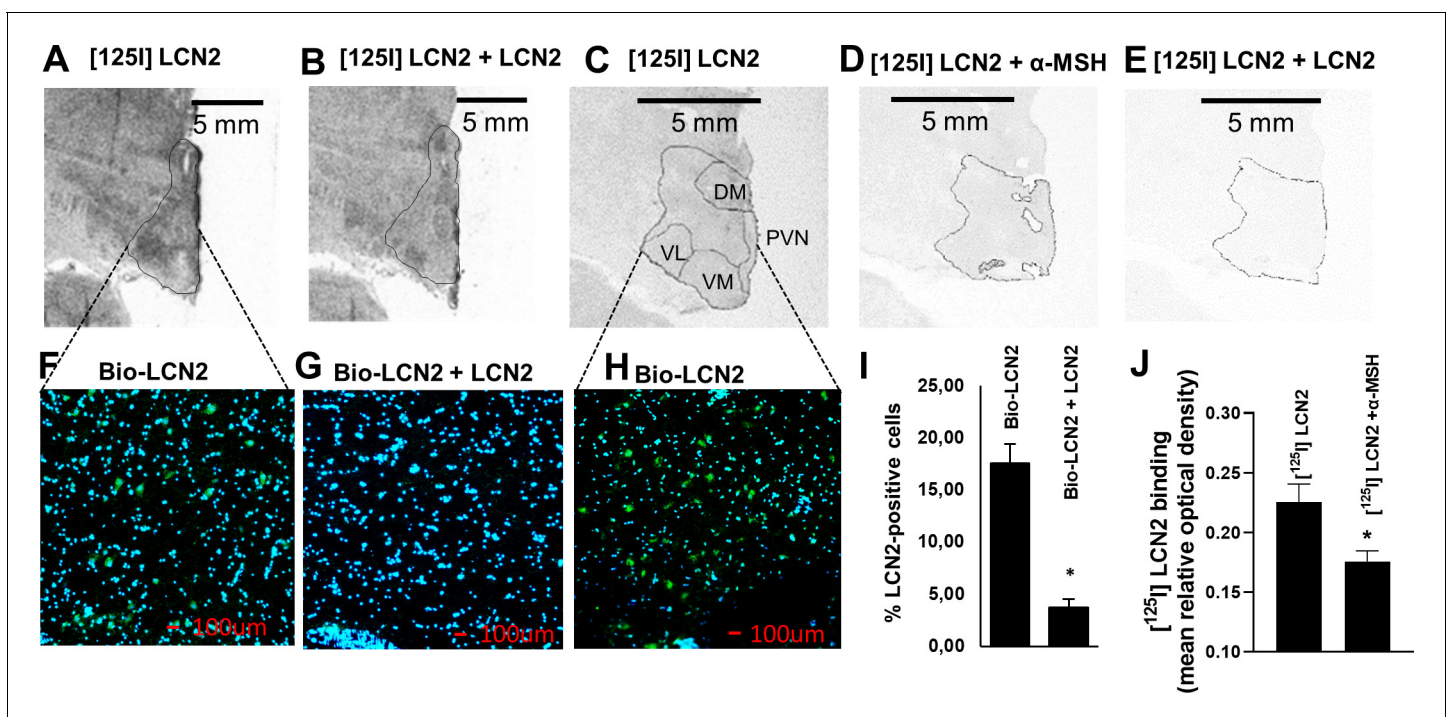 A [125I] LCN2
B [125I] LCN2 + LCN2
C [125I] LCN2
D [125I] LCN2 + α-MSH
E [125I] LCN2 + LCN2
5 mm
5 mm
5 mm
5 mm
5 mm
DM
PVN
VL
VM
F Bio-LCN2
G Bio-LCN2 + LCN2
H Bio-LCN2
100um
100um
100um
I
% LCN2-positive cells
25,00
20,00
15,00
10,00
5,00
0,00
Bio-LCN2
Bio-LCN2 + LCN2
*
J
[¹²⁵I] LCN2 binding
(mean relative optical density)
0.30
0.25
0.20
0.15
0.10
[¹²⁵I] LCN2
[¹²⁵I] LCN2 +α-MSH
*